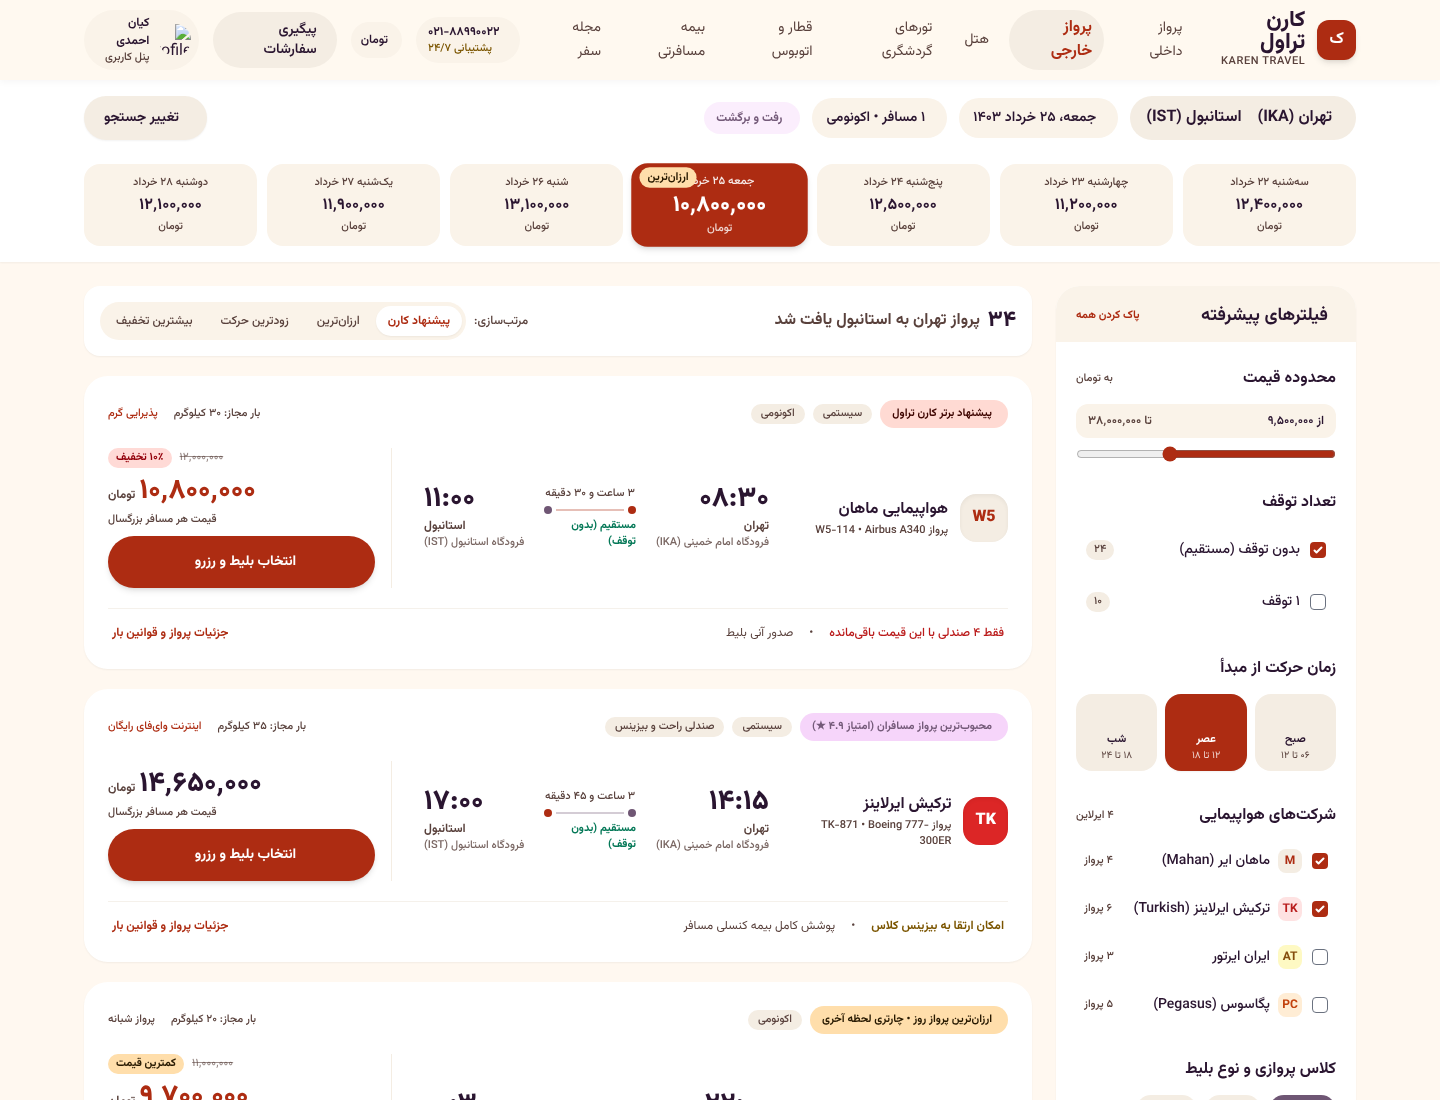 ک
کارن تراول
KAREN TRAVEL
پرواز داخلی
پرواز خارجی
هتل
تورهای گردشگری
قطار و اتوبوس
بیمه مسافرتی
مجله سفر
۰۲۱-۸۸۹۹۰۰۲۲
پشتیبانی ۲۴/۷
تومان
پیگیری سفارشات
کیان احمدی
پنل کاربری
تهران (IKA) استانبول (IST)
جمعه، ۲۵ خرداد ۱۴۰۳
۱ مسافر • اکونومی
رفت و برگشت
تغییر جستجو
سه‌شنبه ۲۲ خرداد
۱۲,۴۰۰,۰۰۰
تومان
چهارشنبه ۲۳ خرداد
۱۱,۲۰۰,۰۰۰
تومان
پنج‌شنبه ۲۴ خرداد
۱۲,۵۰۰,۰۰۰
تومان
ارزان‌ترین
جمعه ۲۵
۱۰,۸۰۰,۰۰۰
تومان
شنبه ۲۶ خرداد
۱۳,۱۰۰,۰۰۰
تومان
یک‌شنبه ۲۷ خرداد
۱۱,۹۰۰,۰۰۰
تومان
دوشنبه ۲۸ خرداد
۱۲,۱۰۰,۰۰۰
تومان
فیلترهای پیشرفته
پاک کردن همه
محدوده قیمت
به تومان
از ۹,۵۰۰,۰۰۰
تا ۳۸,۰۰۰,۰۰۰
تعداد توقف
بدون توقف (مستقیم)
۲۴
۱ توقف
۱۰
زمان حرکت از مبدأ
صبح
۰۶ تا ۱۲
عصر
۱۲ تا ۱۸
شب
۱۸ تا ۲۴
شرکت‌های هواپیمایی
۴ ایرلاین
M
ماهان ایر (Mahan)
۴ پرواز
TK
ترکیش ایرلاینز (Turkish)
۶ پرواز
AT
ایران ایرتور
۳ پرواز
PC
پگاسوس (Pegasus)
۵ پرواز
کلاس پروازی و نوع بلیط
۳۴ پرواز تهران به استانبول یافت شد
مرتب‌سازی:
پیشنهاد کارن
ارزان‌ترین
زودترین حرکت
بیشترین تخفیف
پیشنهاد برتر کارن تراول
سیستمی
اکونومی
بار مجاز: ۳۰ کیلوگرم
پذیرایی گرم
W5
هواپیمایی ماهان
پرواز W5-114 • Airbus A340
۰۸:۳۰
تهران
فرودگاه امام خمینی (IKA)
۳ ساعت و ۳۰ دقیقه
مستقیم (بدون توقف)
۱۱:۰۰
استانبول
فرودگاه استانبول (IST)
۱۲,۰۰۰,۰۰۰
۱۰٪ تخفیف
۱۰,۸۰۰,۰۰۰ تومان
قیمت هر مسافر بزرگسال
انتخاب بلیط و رزرو
فقط ۴ صندلی با این قیمت باقی‌مانده
•
صدور آنی بلیط
جزئیات پرواز و قوانین بار
محبوب‌ترین پرواز مسافران (امتیاز ۴.۹ ★)
سیستمی
صندلی راحت و بیزینس
بار مجاز: ۳۵ کیلوگرم
اینترنت وای‌فای رایگان
TK
ترکیش ایرلاینز
پرواز TK-871 • Boeing 777-300ER
۱۴:۱۵
تهران
فرودگاه امام خمینی (IKA)
۳ ساعت و ۴۵ دقیقه
مستقیم (بدون توقف)
۱۷:۰۰
استانبول
فرودگاه استانبول (IST)
۱۴,۶۵۰,۰۰۰ تومان
قیمت هر مسافر بزرگسال
انتخاب بلیط و رزرو
امکان ارتقا به بیزینس کلاس
•
پوشش کامل بیمه کنسلی مسافر
جزئیات پرواز و قوانین بار
ارزان‌ترین پرواز روز • چارتری لحظه آخری
اکونومی
بار مجاز: ۲۰ کیلوگرم
پرواز شبانه
۱۱,۰۰۰,۰۰۰
کمترین قیمت
۹,۷۰۰,۰۰۰ تومان